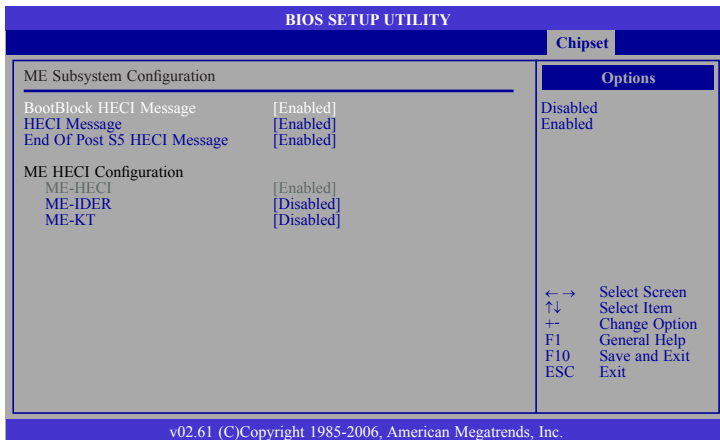 BIOS SETUP UTILITY
Chipset
ME Subsystem Configuration
BootBlock HECI Message [Enabled]
HECI Message [Enabled]
End Of Post S5 HECI Message [Enabled]
ME HECI Configuration
ME-HECI [Enabled]
ME-IDER [Disabled]
ME-KT [Disabled]
Options
Disabled
Enabled
←→ Select Screen
↑↓ Select Item
+- Change Option
F1 General Help
F10 Save and Exit
ESC Exit
v02.61 (C)Copyright 1985-2006, American Megatrends, Inc.